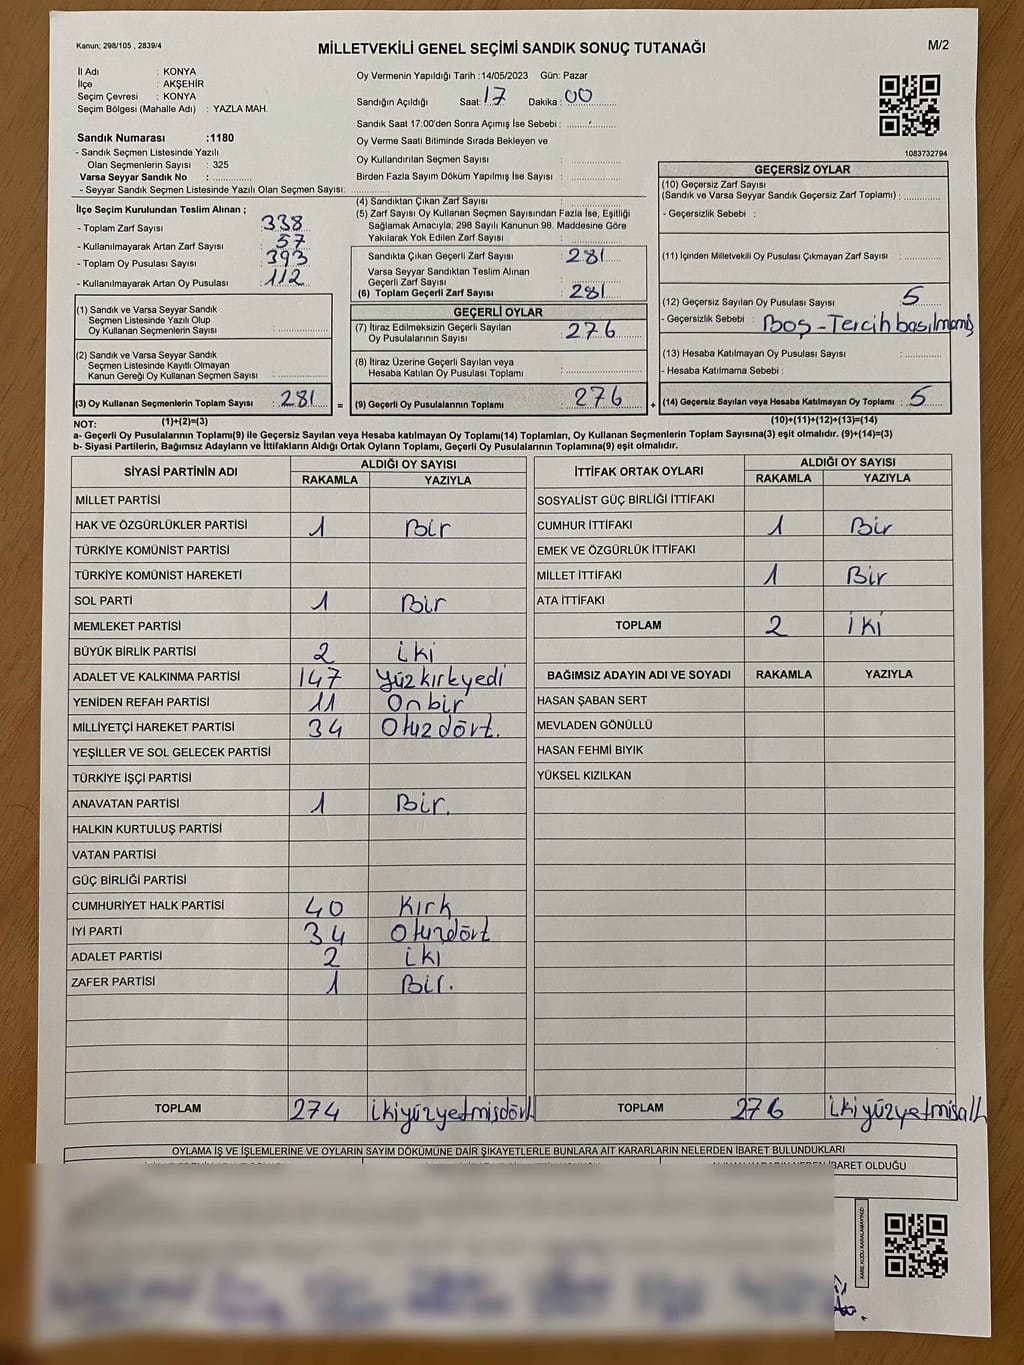 Kanun; 298/105 , 2839/4
MİLLETVEKİLİ GENEL SEÇİMİ SANDIK SONUÇ TUTANAĞI
M/2
İl Adı : KONYA
İlçe : AKŞEHİR
Seçim Çevresi : KONYA
Seçim Bölgesi (Mahalle Adı) : YAZLA MAH.
Sandık Numarası :1180
- Sandık Seçmen Listesinde Yazılı
Olan Seçmenlerin Sayısı : 325
Varsa Seyyar Sandık No :
- Seyyar Sandık Seçmen Listesinde Yazılı Olan Seçmen Sayısı:
Oy Vermenin Yapıldığı Tarih :14/05/2023 Gün: Pazar
Sandığın Açıldığı Saat: 17 Dakika : 00
Sandık Saat 17:00'den Sonra Açımış İse Sebebi :
Oy Verme Saati Bitiminde Sırada Bekleyen ve
Oy Kullandırılan Seçmen Sayısı :
Birden Fazla Sayım Döküm Yapılmış İse Sayısı :
1083732794
İlçe Seçim Kurulundan Teslim Alınan ;
- Toplam Zarf Sayısı : 338
- Kullanılmayarak Artan Zarf Sayısı : 57
- Toplam Oy Pusulası Sayısı : 393
- Kullanılmayarak Artan Oy Pusulası : 112
(1) Sandık ve Varsa Seyyar Sandık
Seçmen Listesinde Yazılı Olup
Oy Kullanan Seçmenlerin Sayısı :
(2) Sandık ve Varsa Seyyar Sandık
Seçmen Listesinde Kayıtlı Olmayan
Kanun Gereği Oy Kullanan Seçmen Sayısı :
(3) Oy Kullanan Seçmenlerin Toplam Sayısı : 281 =
(1)+(2)=(3)
(4) Sandıktan Çıkan Zarf Sayısı :
(5) Zarf Sayısı Oy Kullanan Seçmen Sayısından Fazla İse, Eşitliği
Sağlamak Amacıyla; 298 Sayılı Kanunun 98. Maddesine Göre
Yakılarak Yok Edilen Zarf Sayısı :
Sandıkta Çıkan Geçerli Zarf Sayısı : 281
Varsa Seyyar Sandıktan Teslim Alınan
Geçerli Zarf Sayısı :
(6) Toplam Geçerli Zarf Sayısı : 281
GEÇERLİ OYLAR
(7) İtiraz Edilmeksizin Geçerli Sayılan
Oy Pusulalarının Sayısı : 276
(8) İtiraz Üzerine Geçerli Sayılan veya
Hesaba Katılan Oy Pusulası Toplamı :
(9) Geçerli Oy Pusulalarının Toplamı : 276 +
GEÇERSİZ OYLAR
(10) Geçersiz Zarf Sayısı
(Sandık ve Varsa Seyyar Sandık Geçersiz Zarf Toplamı) :
- Geçersizlik Sebebi :
(11) İçinden Milletvekili Oy Pusulası Çıkmayan Zarf Sayısı :
(12) Geçersiz Sayılan Oy Pusulası Sayısı : 5
- Geçersizlik Sebebi : Boş - Tercih basılmamış
(13) Hesaba Katılmayan Oy Pusulası Sayısı :
- Hesaba Katılmama Sebebi :
(14) Geçersiz Sayılan veya Hesaba Katılmayan Oy Toplamı : 5
(10)+(11)+(12)+(13)=(14)
NOT:
a- Geçerli Oy Pusulalarının Toplamı(9) ile Geçersiz Sayılan veya Hesaba katılmayan Oy Toplamı(14) Toplamları, Oy Kullanan Seçmenlerin Toplam Sayısına(3) eşit olmalıdır. (9)+(14)=(3)
b- Siyasi Partilerin, Bağımsız Adayların ve İttifakların Aldığı Ortak Oyların Toplamı, Geçerli Oy Pusulalarının Toplamına(9) eşit olmalıdır.
SİYASİ PARTİNİN ADI ALDIĞI OY SAYISI
RAKAMLA YAZIYLA
MİLLET PARTİSİ
HAK VE ÖZGÜRLÜKLER PARTİSİ 1 Bir
TÜRKİYE KOMÜNİST PARTİSİ
TÜRKİYE KOMÜNİST HAREKETİ
SOL PARTİ 1 Bir
MEMLEKET PARTİSİ
BÜYÜK BİRLİK PARTİSİ 2 iki
ADALET VE KALKINMA PARTİSİ 147 Yüzkırkyedi
YENİDEN REFAH PARTİSİ 11 Onbir
MİLLİYETÇİ HAREKET PARTİSİ 34 Otuz dört.
YEŞİLLER VE SOL GELECEK PARTİSİ
TÜRKİYE İŞÇİ PARTİSİ
ANAVATAN PARTİSİ 1 Bir.
HALKIN KURTULUŞ PARTİSİ
VATAN PARTİSİ
GÜÇ BİRLİĞİ PARTİSİ
CUMHURİYET HALK PARTİSİ 40 Kırk
İYİ PARTİ 34 Otuzdört
ADALET PARTİSİ 2 iki
ZAFER PARTİSİ 1 Bir.
TOPLAM 274 ikiyüzyetmişdört
İTTİFAK ORTAK OYLARI ALDIĞI OY SAYISI
RAKAMLA YAZIYLA
SOSYALİST GÜÇ BİRLİĞİ İTTİFAKI
CUMHUR İTTİFAKI 1 Bir
EMEK VE ÖZGÜRLÜK İTTİFAKI
MİLLET İTTİFAKI 1 Bir
ATA İTTİFAKI
TOPLAM 2 iki
BAĞIMSIZ ADAYIN ADI VE SOYADI RAKAMLA YAZIYLA
HASAN ŞABAN SERT
MEVLADEN GÖNÜLLÜ
HASAN FEHMİ BIYIK
YÜKSEL KIZILKAN
TOPLAM 276 ikiyüzyetmişaltı
OYLAMA İŞ VE İŞLEMLERİNE VE OYLARIN SAYIM DÖKÜMÜNE DAİR ŞİKAYETLERLE BUNLARA AİT KARARLARIN NELERDEN İBARET BULUNDUKLARI
İBARET OLDUĞU
KARE KODU KARALAMAYINIZ!